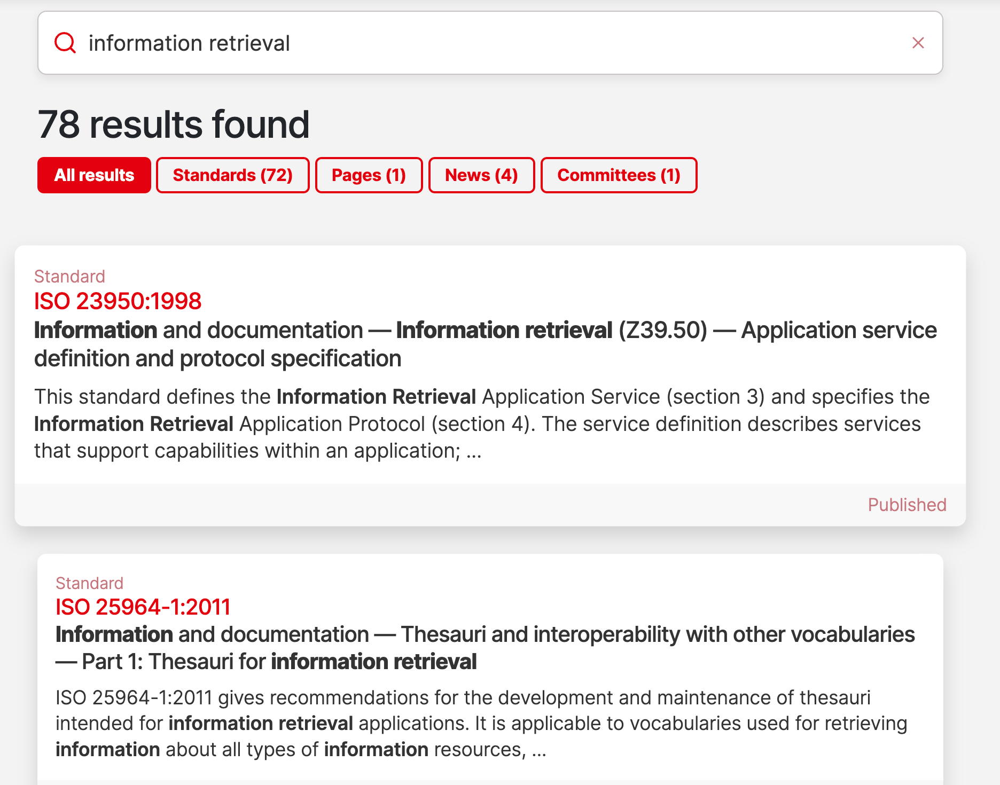 information retrieval
78 results found
All results
Standards (72)
Pages (1)
News (4)
Committees (1)
Standard
ISO 23950:1998
Information and documentation — Information retrieval (Z39.50) — Application service
definition and protocol specification
This standard defines the Information Retrieval Application Service (section 3) and specifies the
Information Retrieval Application Protocol (section 4). The service definition describes services
that support capabilities within an application; ...
Published
Standard
ISO 25964-1:2011
Information and documentation — Thesauri and interoperability with other vocabularies
— Part 1: Thesauri for information retrieval
ISO 25964-1:2011 gives recommendations for the development and maintenance of thesauri
intended for information retrieval applications. It is applicable to vocabularies used for retrieving
information about all types of information resources, ...